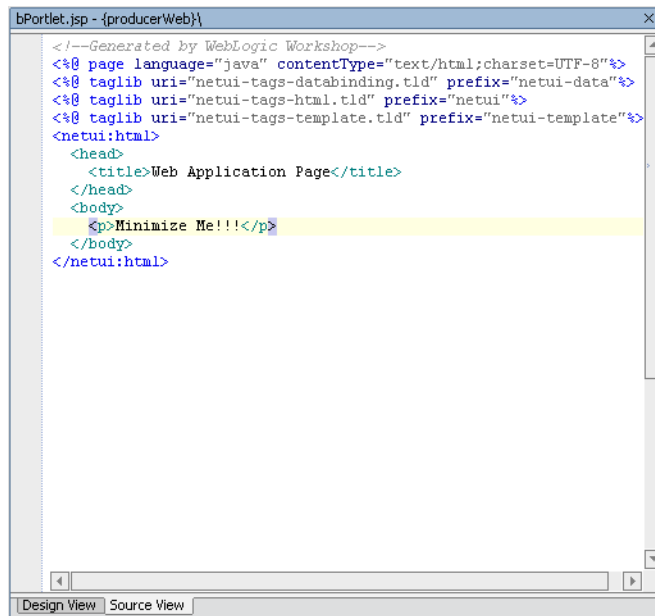 bPortlet.jsp - {producerWeb}\
<!--Generated by WebLogic Workshop-->
<%@ page language="java" contentType="text/html;charset=UTF-8"%>
<%@ taglib uri="netui-tags-databinding.tld" prefix="netui-data"%>
<%@ taglib uri="netui-tags-html.tld" prefix="netui"%>
<%@ taglib uri="netui-tags-template.tld" prefix="netui-template"%>
<netui:html>
  <head>
    <title>Web Application Page</title>
  </head>
  <body>
    <p>Minimize Me!!!</p>
  </body>
</netui:html>
Design View Source View